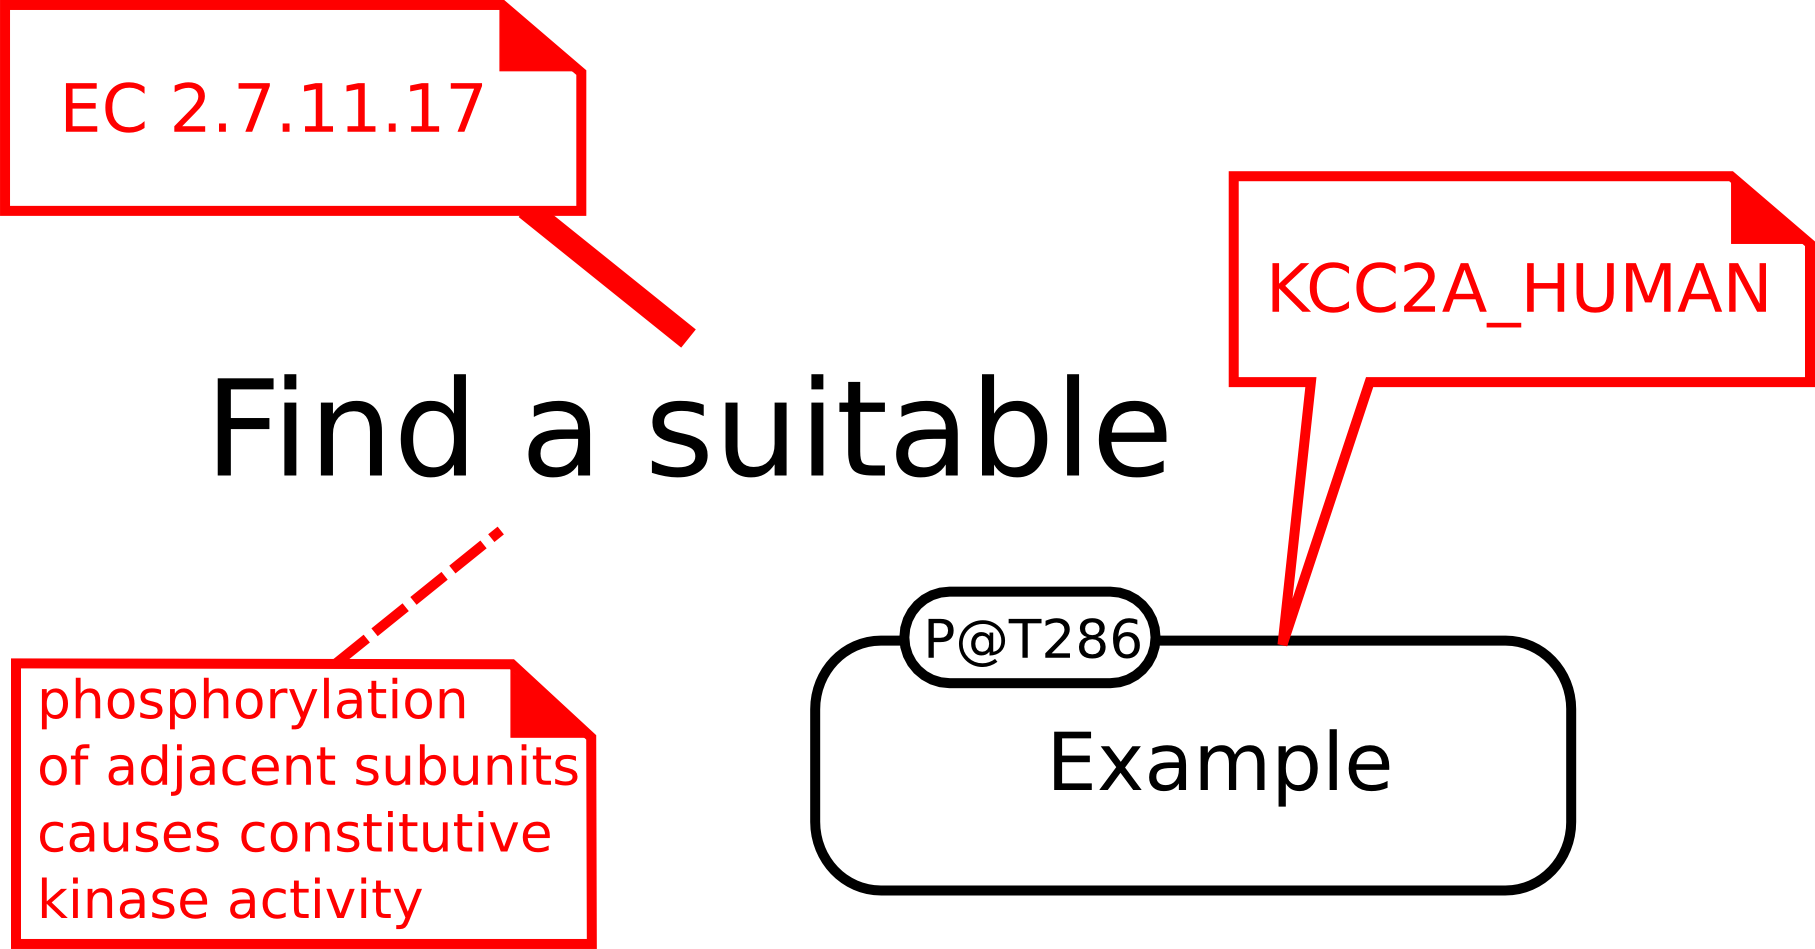 EC 2.7.11.17
KCC2A_HUMAN
Find a suitable
P@T286
Example
phosphorylation
of adjacent subunits
causes constitutive
kinase activity